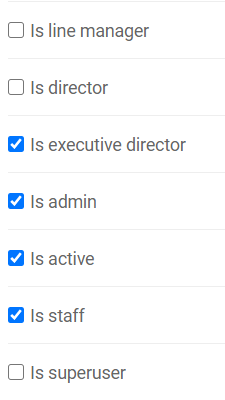 Is line manager
Is director
Is executive director
Is admin
Is active
Is staff
Is superuser